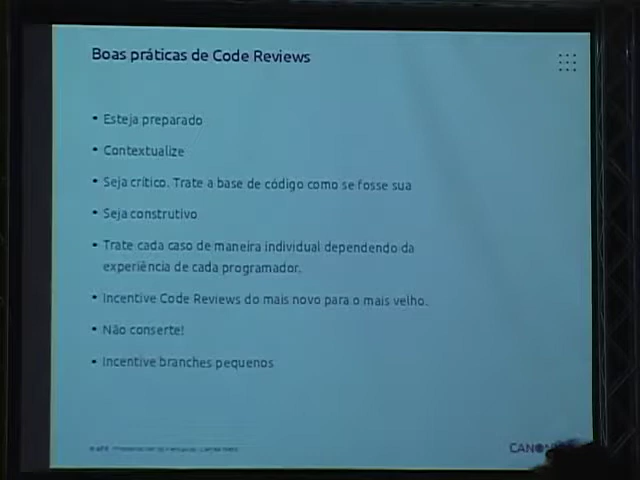 Boas práticas de Code Reviews
• Esteja preparado
• Contextualize
• Seja crítico. Trate a base de código como se fosse sua
• Seja construtivo
• Trate cada caso de maneira individual dependendo da
experiência de cada programador.
• Incentive Code Reviews do mais novo para o mais velho.
• Não conserte!
• Incentive branches pequenos